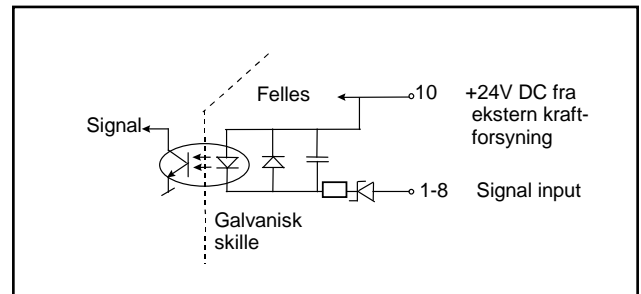 Felles
10
+24V DC fra
ekstern kraft-
forsyning
Signal
1-8
Signal input
Galvanisk
skille